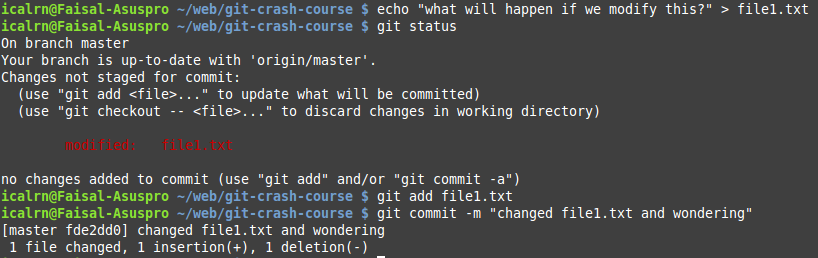 icalrn@Faisal-Asuspro ~/web/git-crash-course $ echo "what will happen if we modify this?" > file1.txt
icalrn@Faisal-Asuspro ~/web/git-crash-course $ git status
On branch master
Your branch is up-to-date with 'origin/master'.
Changes not staged for commit:
  (use "git add <file>..." to update what will be committed)
  (use "git checkout -- <file>..." to discard changes in working directory)
        modified:   file1.txt
no changes added to commit (use "git add" and/or "git commit -a")
icalrn@Faisal-Asuspro ~/web/git-crash-course $ git add file1.txt
icalrn@Faisal-Asuspro ~/web/git-crash-course $ git commit -m "changed file1.txt and wondering"
[master fde2dd0] changed file1.txt and wondering
 1 file changed, 1 insertion(+), 1 deletion(-)